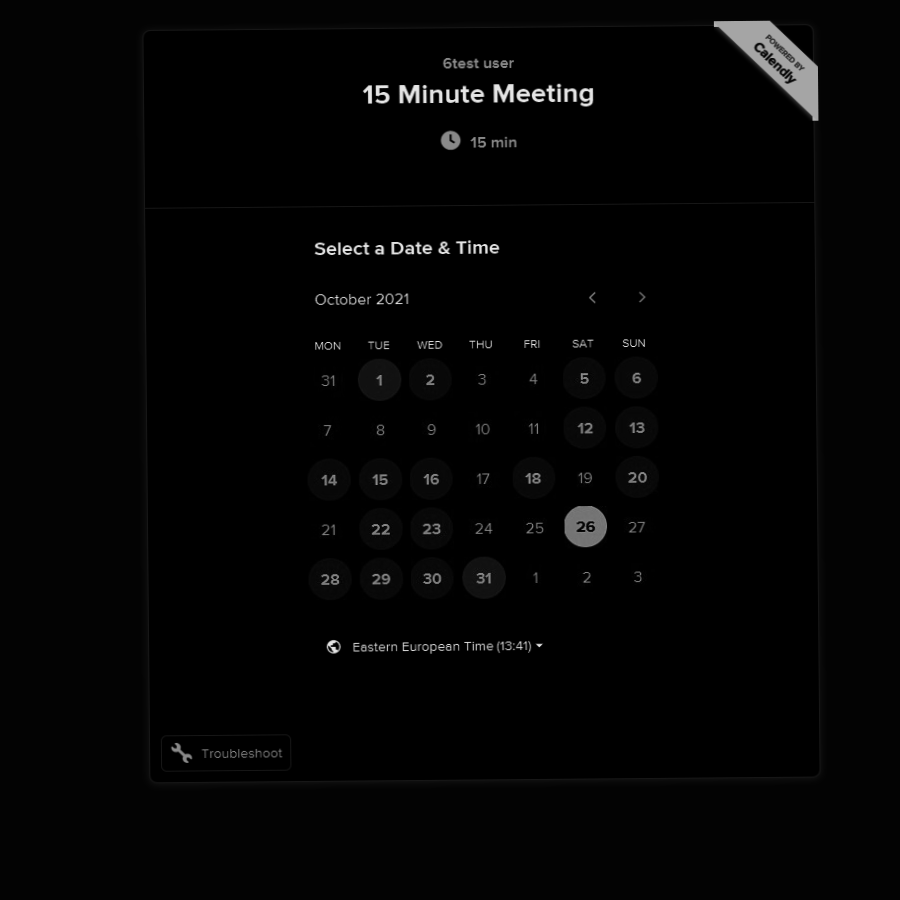 POWERED BY
Calendly
6test user
15 Minute Meeting
15 min
Select a Date & Time
October 2021
MON TUE WED THU FRI SAT SUN
31 1 2 3 4 5 6
7 8 9 10 11 12 13
14 15 16 17 18 19 20
21 22 23 24 25 26 27
28 29 30 31 1 2 3
Eastern European Time (13:41)
Troubleshoot